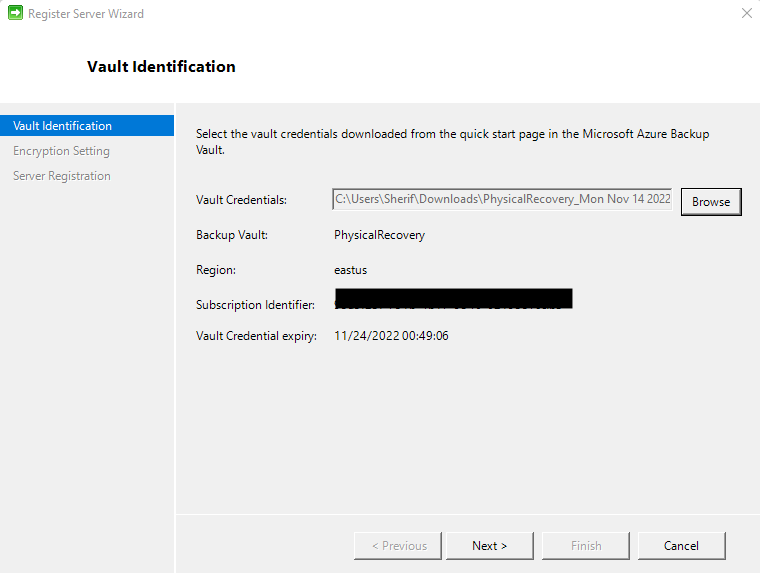 Register Server Wizard
Vault Identification
Vault Identification
Encryption Setting
Server Registration
Select the vault credentials downloaded from the quick start page in the Microsoft Azure Backup
Vault.
Vault Credentials: C:\Users\Sherif\Downloads\PhysicalRecovery_Mon Nov 14 2022 Browse
Backup Vault: PhysicalRecovery
Region: eastus
Subscription Identifier:
Vault Credential expiry: 11/24/2022 00:49:06
< Previous Next > Finish Cancel